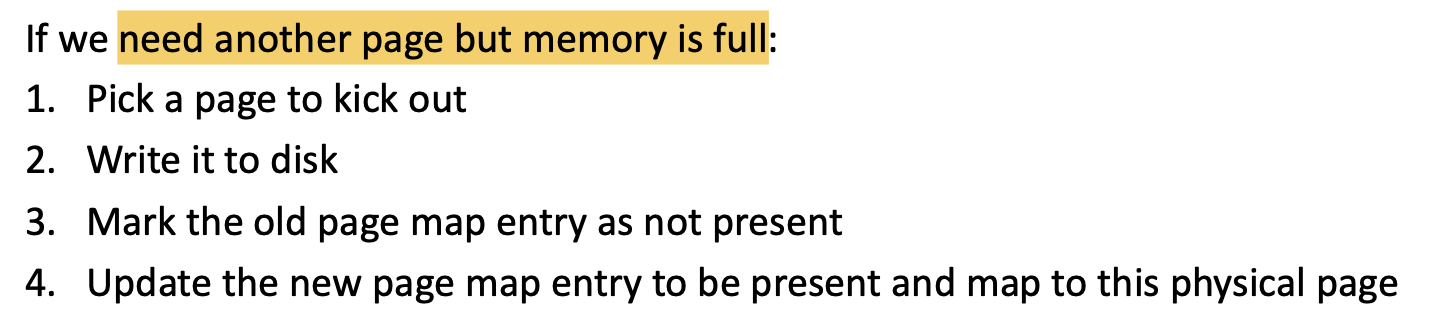 If we need another page but memory is full:
1. Pick a page to kick out
2. Write it to disk
3. Mark the old page map entry as not present
4. Update the new page map entry to be present and map to this physical page